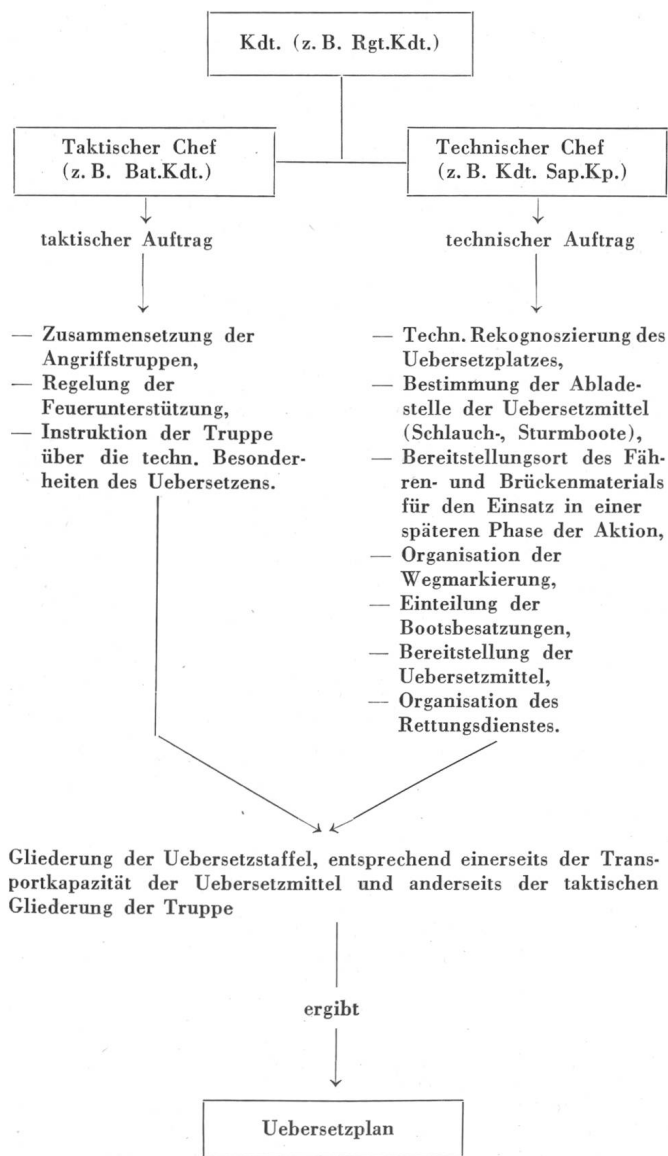 Kdt. (z. B. Rgt.Kdt.)
Taktischer Chef
(z. B. Bat.Kdt.)
Technischer Chef
(z. B. Kdt. Sap.Kp.)
taktischer Auftrag
technischer Auftrag
— Zusammensetzung der
Angriffstruppen,
— Regelung der
Feuerunterstützung,
— Instruktion der Truppe
über die techn. Besonder-
heiten des Uebersetzens.
— Techn. Rekognoszierung des
Uebersetzplatzes,
— Bestimmung der Ablade-
stelle der Uebersetzmittel
(Schlauch-, Sturmboote),
— Bereitstellungsort des Fäh-
ren- und Brückenmaterials
für den Einsatz in einer
späteren Phase der Aktion,
— Organisation der
Wegmarkierung,
— Einteilung der
Bootsbesatzungen,
— Bereitstellung der
Uebersetzmittel,
— Organisation des
Rettungsdienstes.
Gliederung der Uebersetzstaffel, entsprechend einerseits der Trans-
portkapazität der Uebersetzmittel und anderseits der taktischen
Gliederung der Truppe
ergibt
Uebersetzplan